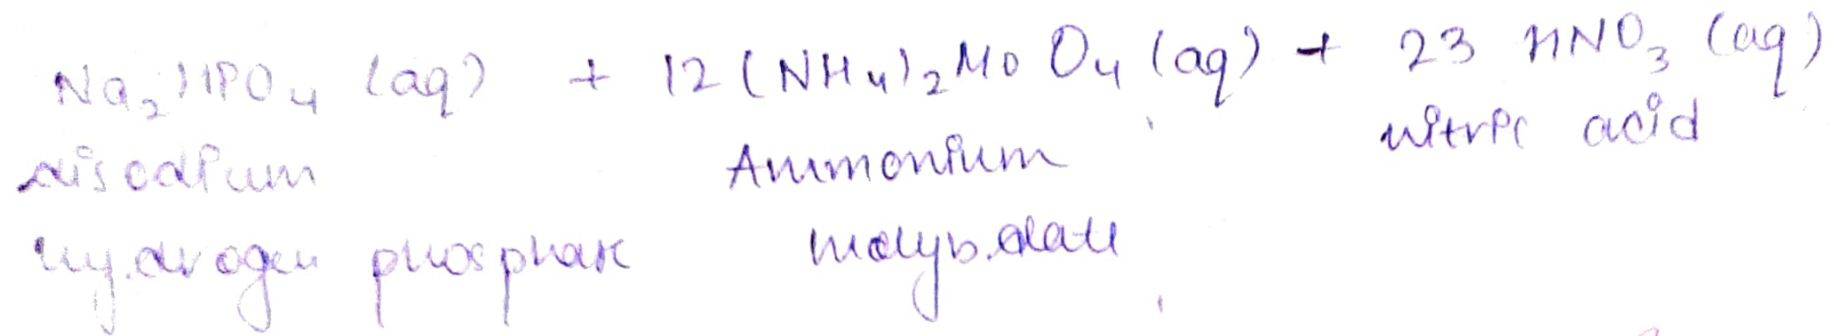 Na₂HPO₄ (aq) + 12 (NH₄)₂MoO₄ (aq) + 23 HNO₃ (aq)
disodium Ammonium nitric acid
hydrogen phosphate molybdate